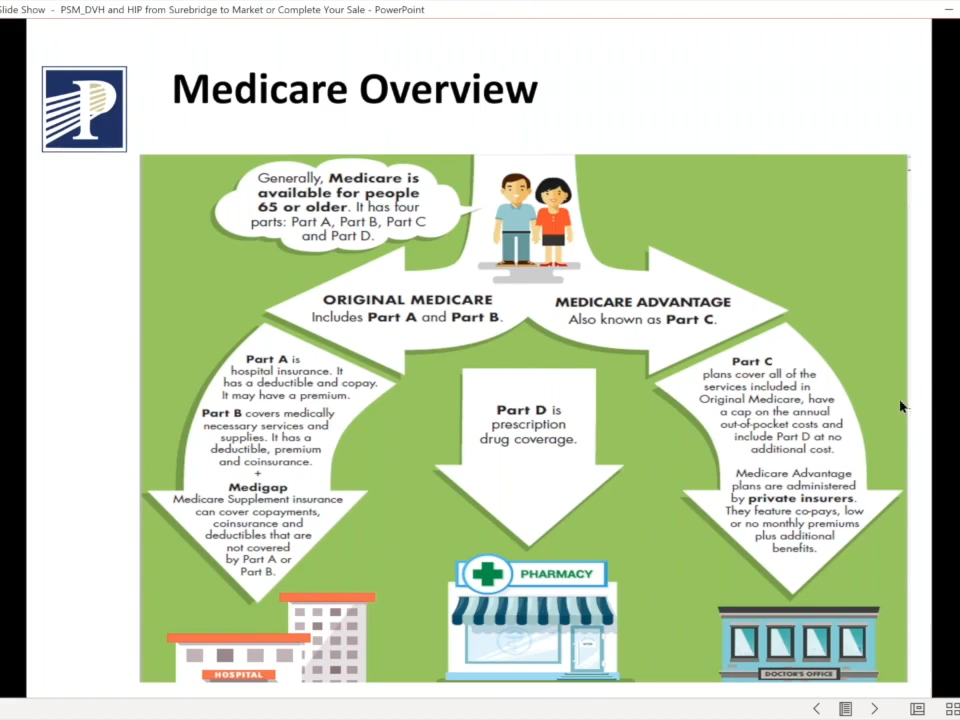 Slide Show - PSM_DVH and HIP from Surebridge to Market or Complete Your Sale - PowerPoint
P
Medicare Overview
Generally, Medicare is
available for people
65 or older. It has four
parts: Part A, Part B, Part C
and Part D.
ORIGINAL MEDICARE
Includes Part A and Part B.
MEDICARE ADVANTAGE
Also known as Part C.
Part A is
hospital insurance. It
has a deductible and copay.
It may have a premium.
Part B covers medically
necessary services and
supplies. It has a
deductible, premium
and coinsurance.
+
Medigap
Medicare Supplement insurance
can cover copayments,
coinsurance and
deductibles that are
not covered
by Part A or
Part B.
Part D is
prescription
drug coverage.
Part C
plans cover all of the
services included in
Original Medicare, have
a cap on the annual
out-of-pocket costs and
include Part D at no
additional cost.
Medicare Advantage
plans are administered
by private insurers.
They feature co-pays, low
or no monthly premiums
plus additional
benefits.
HOSPITAL
PHARMACY
DOCTOR'S OFFICE